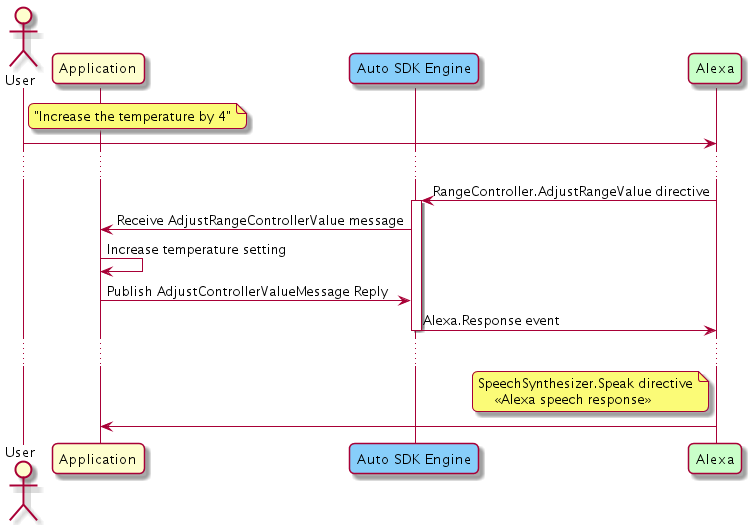 User
Application
Auto SDK Engine
Alexa
"Increase the temperature by 4"
RangeController.AdjustRangeValue directive
Receive AdjustRangeControllerValue message
Increase temperature setting
Publish AdjustControllerValueMessage Reply
Alexa.Response event
SpeechSynthesizer.Speak directive
«Alexa speech response»
User
Application
Auto SDK Engine
Alexa